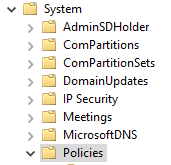 System
AdminSDHolder
ComPartitions
ComPartitionSets
DomainUpdates
IP Security
Meetings
MicrosoftDNS
Policies